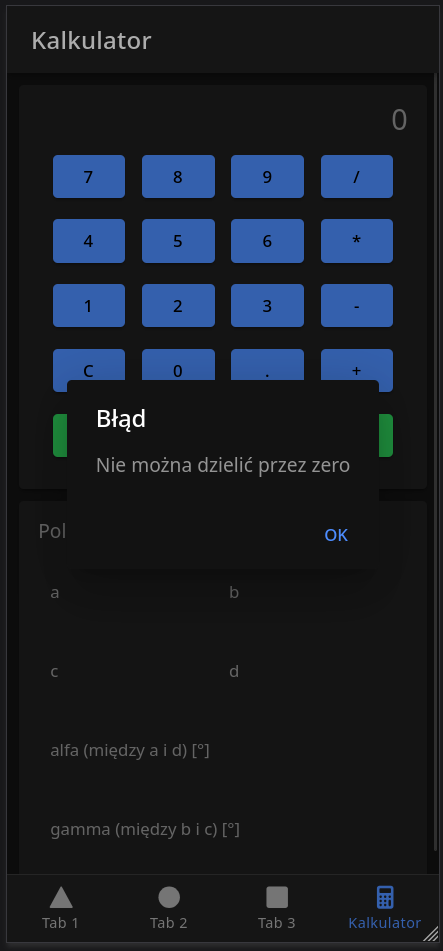 Kalkulator
0
7 8 9 /
4 5 6 *
1 2 3 -
C 0 . +
Błąd
Nie można dzielić przez zero
OK
a b
c d
alfa (między a i d) [°]
gamma (między b i c) [°]
Tab 1 Tab 2 Tab 3 Kalkulator